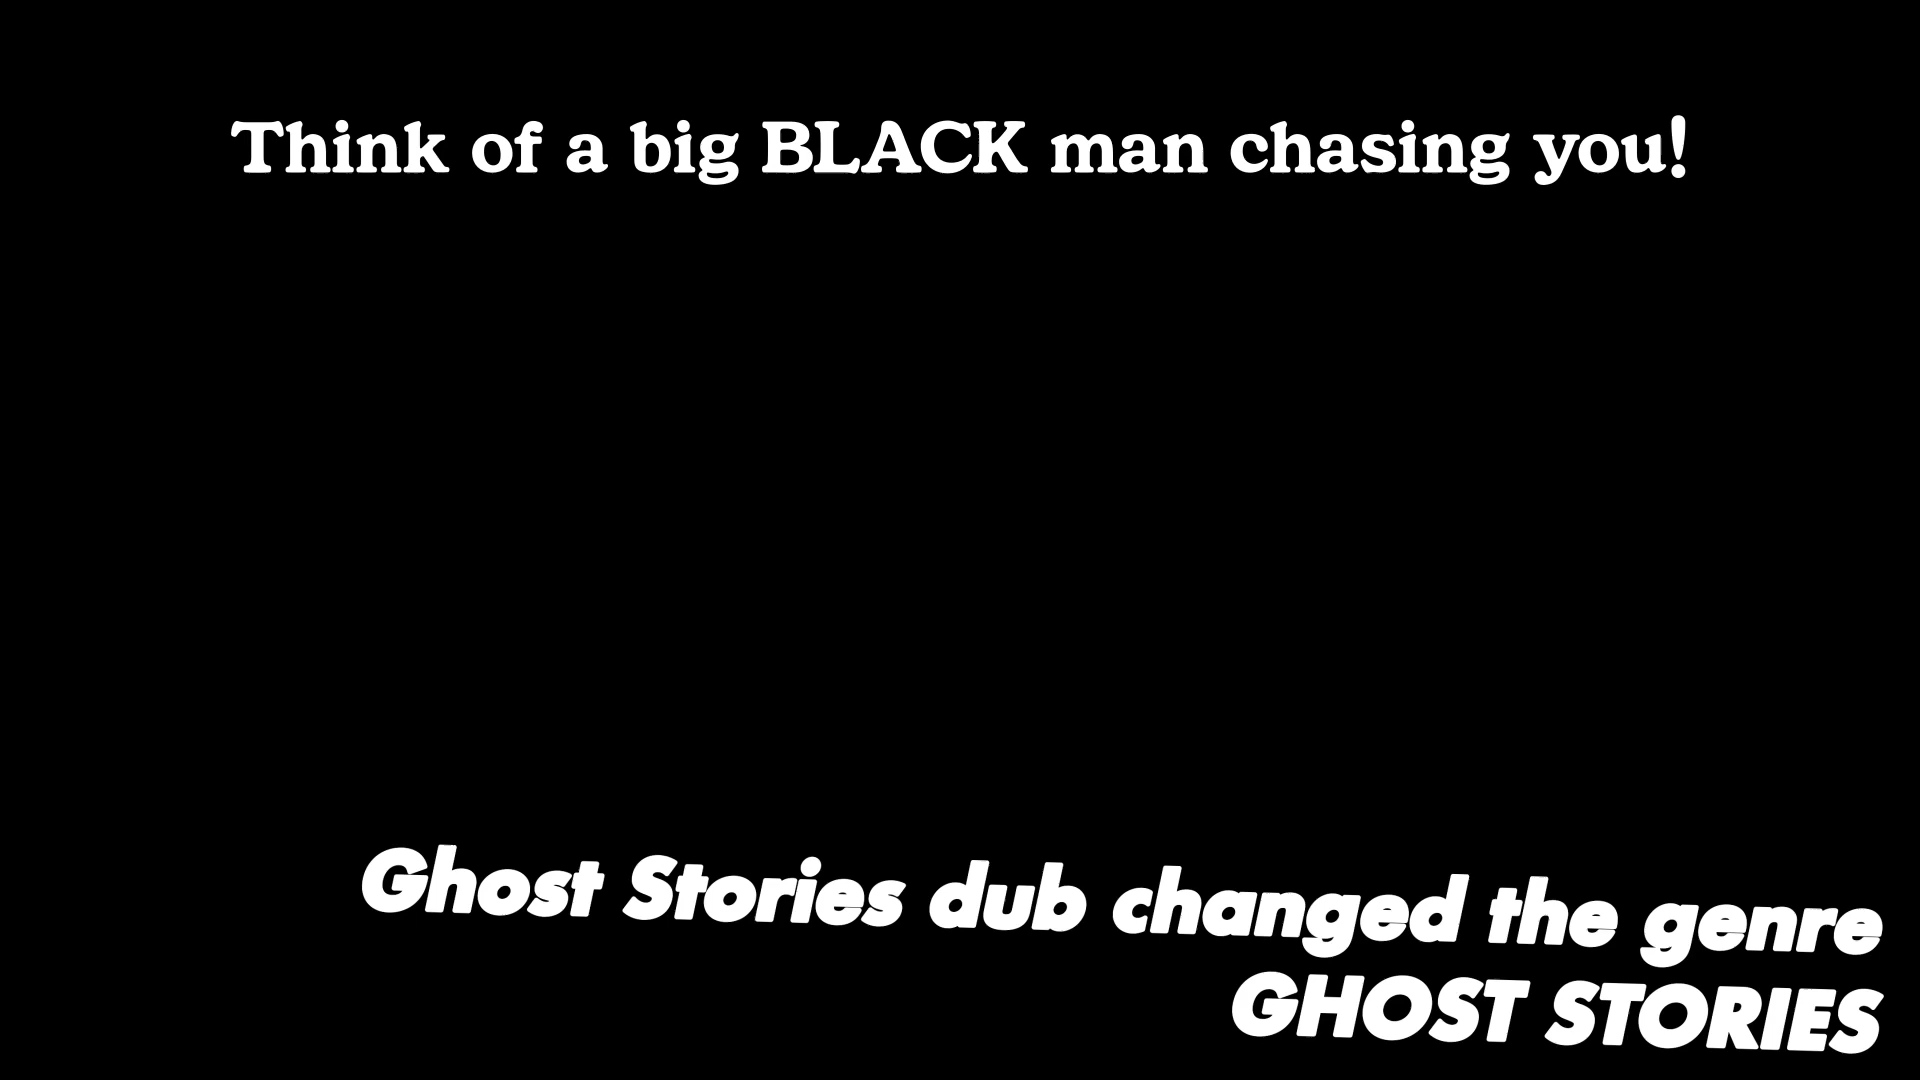 Think of a big BLACK man chasing you!
Ghost Stories dub changed the genre
GHOST STORIES